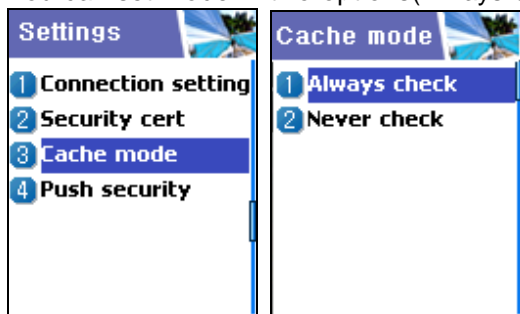 Settings
1 Connection setting
2 Security cert
3 Cache mode
4 Push security
Cache mode
1 Always check
2 Never check